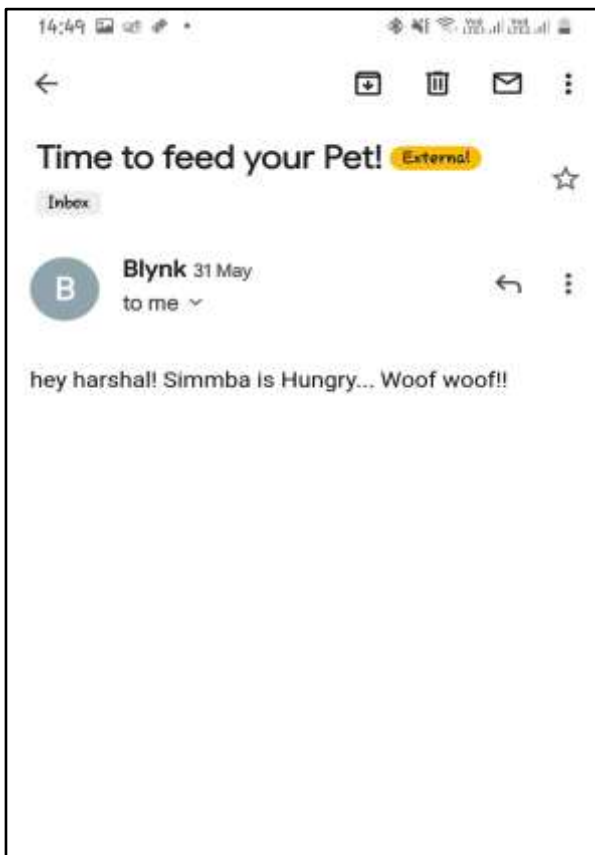 14:49
Time to feed your Pet! External
Inbox
B
Blynk 31 May
to me
hey harshal! Simmba is Hungry... Woof woof!!